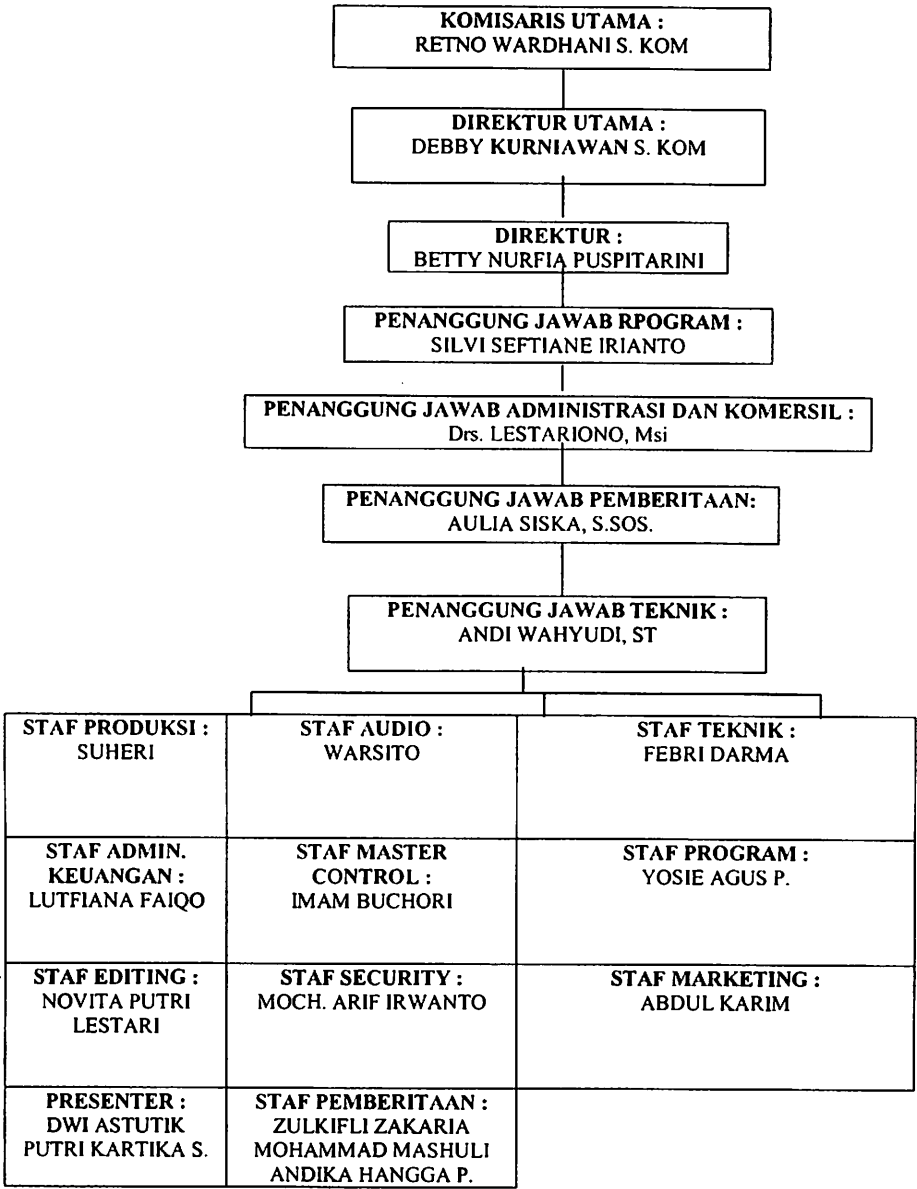 KOMISARIS UTAMA :
RETNO WARDHANI S. KOM
DIREKTUR UTAMA :
DEBBY KURNIAWAN S. KOM
DIREKTUR :
BETTY NURFIA PUSPITARINI
PENANGGUNG JAWAB RPOGRAM :
SILVI SEFTIANE IRIANTO
PENANGGUNG JAWAB ADMINISTRASI DAN KOMERSIL :
Drs. LESTARIONO, Msi
PENANGGUNG JAWAB PEMBERITAAN:
AULIA SISKA, S.SOS.
PENANGGUNG JAWAB TEKNIK :
ANDI WAHYUDI, ST
STAF PRODUKSI :
SUHERI
STAF AUDIO :
WARSITO
STAF TEKNIK :
FEBRI DARMA
STAF ADMIN.
KEUANGAN :
LUTFIANA FAIQO
STAF MASTER
CONTROL :
IMAM BUCHORI
STAF PROGRAM :
YOSIE AGUS P.
STAF EDITING :
NOVITA PUTRI
LESTARI
STAF SECURITY :
MOCH. ARIF IRWANTO
STAF MARKETING :
ABDUL KARIM
PRESENTER :
DWI ASTUTIK
PUTRI KARTIKA S.
STAF PEMBERITAAN :
ZULKIFLI ZAKARIA
MOHAMMAD MASHULI
ANDIKA HANGGA P.